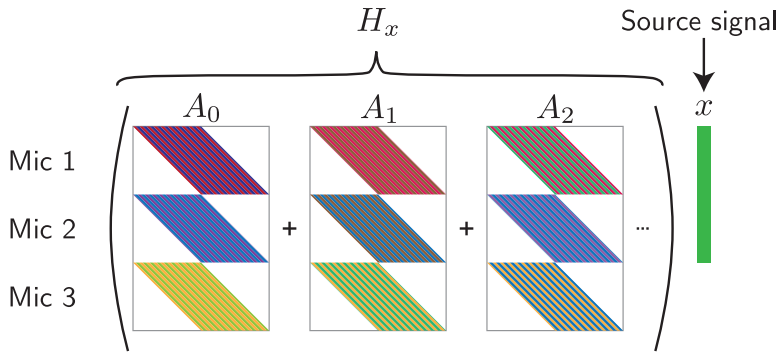 H_x
Source signal
A_0 A_1 A_2 x
Mic 1
Mic 2 + + ...
Mic 3